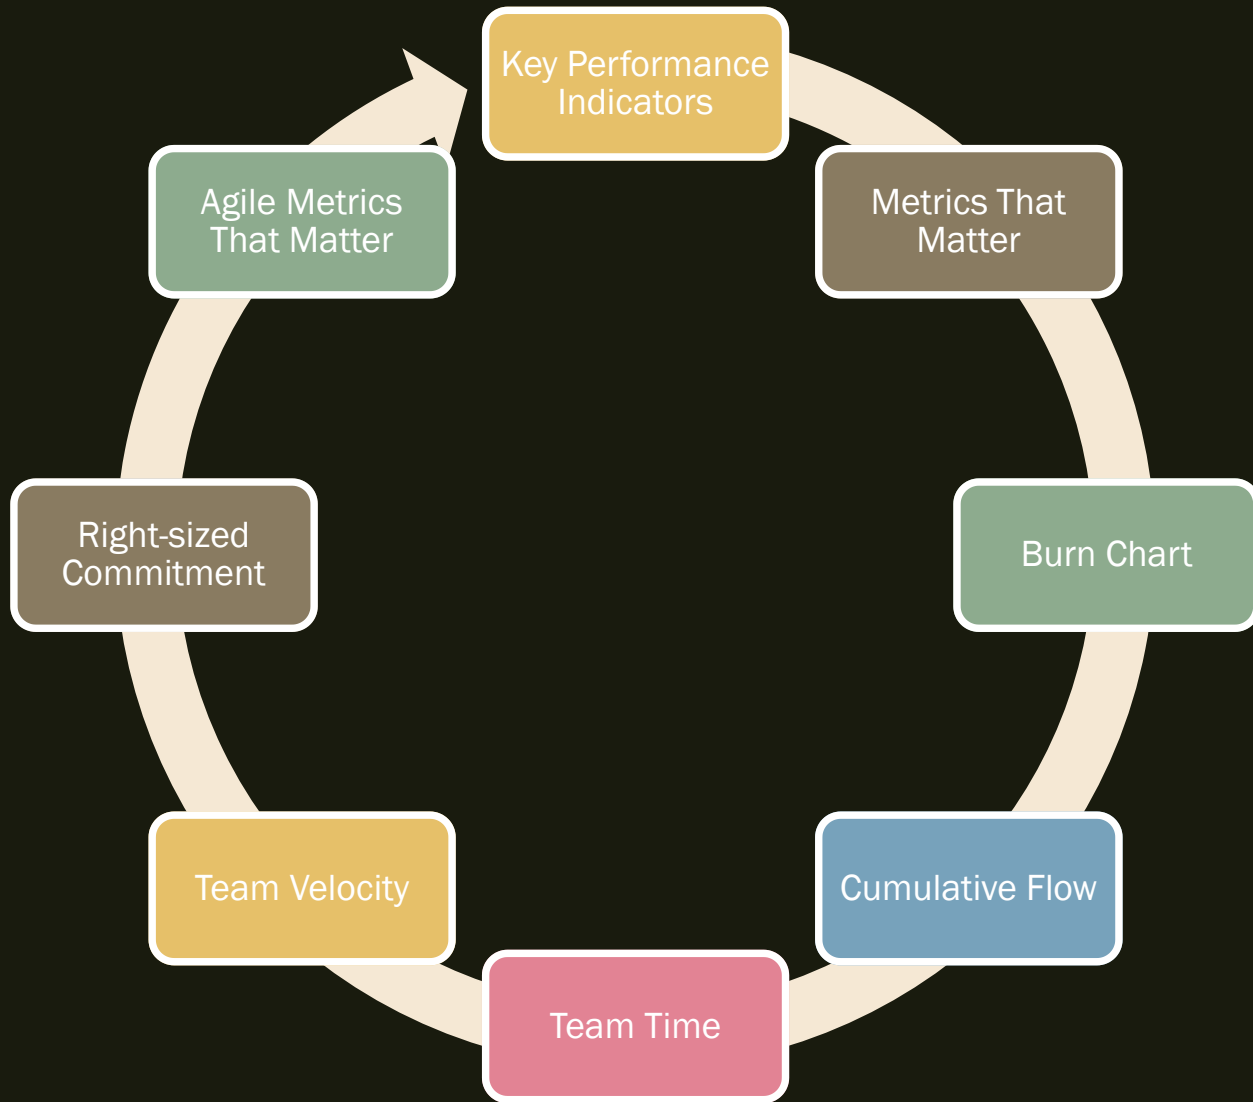 Key Performance
Indicators
Metrics That
Matter
Burn Chart
Cumulative Flow
Team Time
Team Velocity
Right-sized
Commitment
Agile Metrics
That Matter